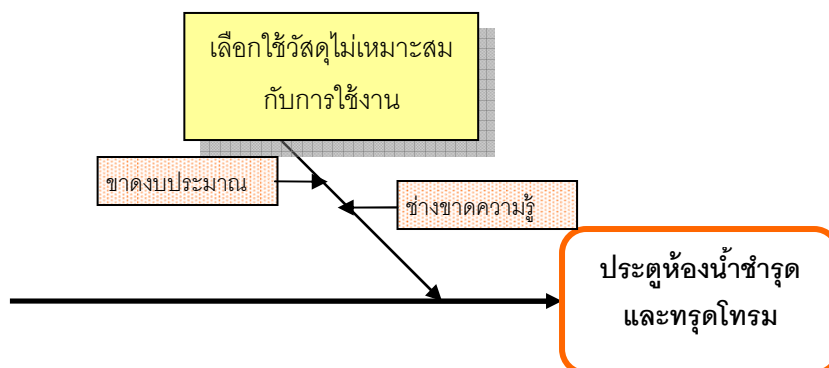 เลือกใช้วัสดุไม่เหมาะสม
กับการใช้งาน
ขาดงบประมาณ
ช่างขาดความรู้
ประตูห้องน้ำชำรุด
และทรุดโทรม